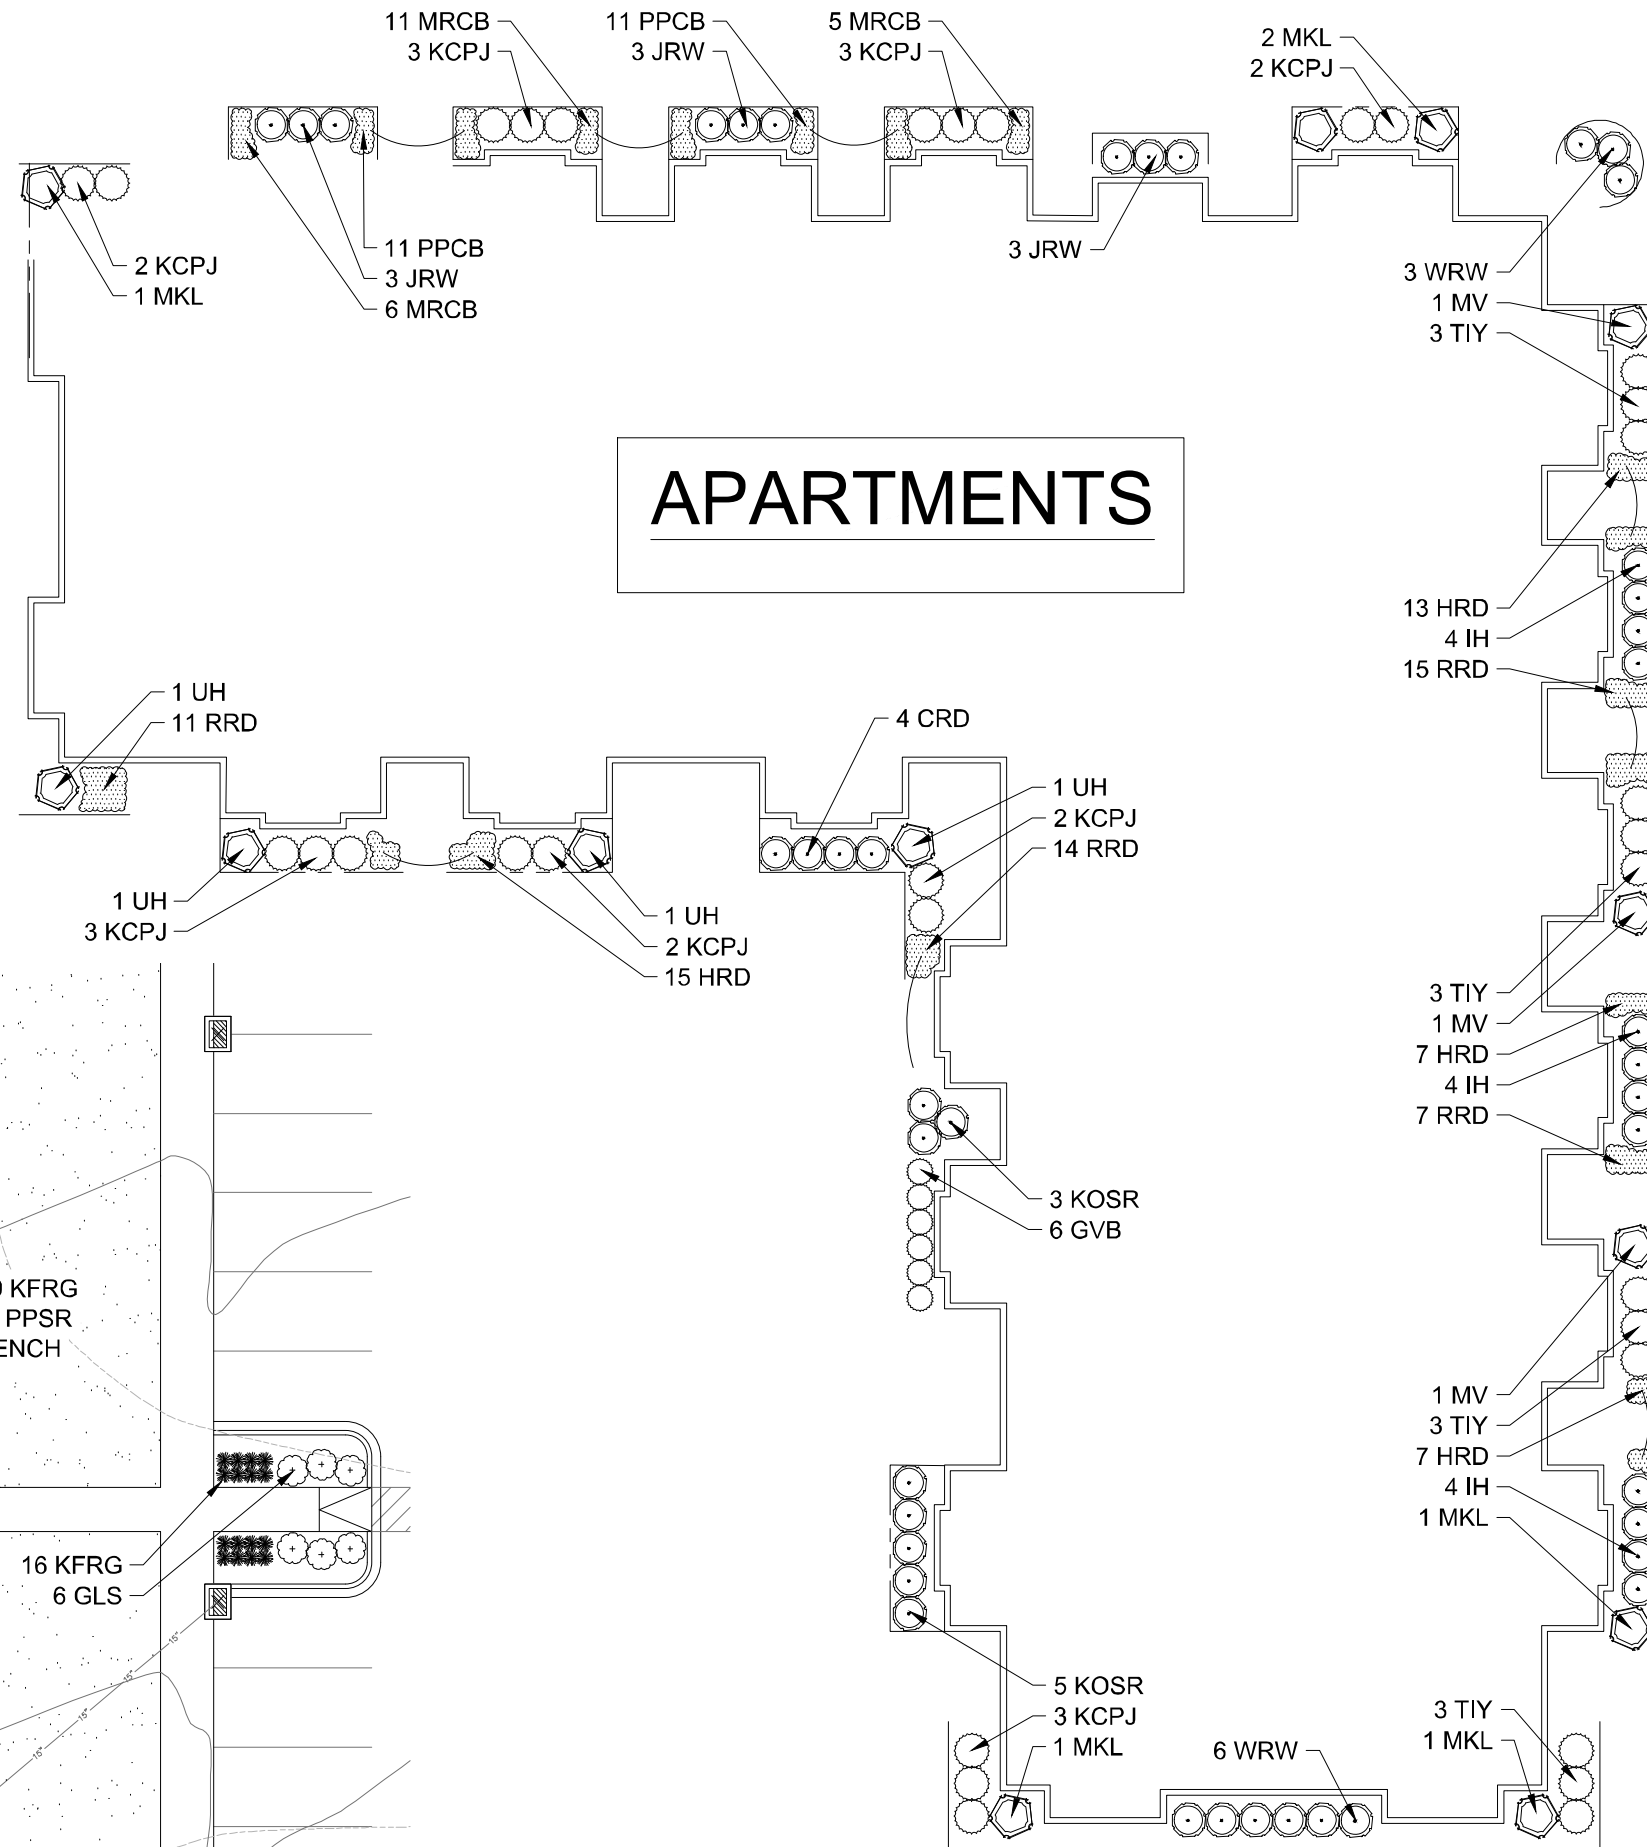 11 MRCB
3 KCPJ
11 PPCB
3 JRW
5 MRCB
3 KCPJ
2 MKL
2 KCPJ
2 KCPJ
1 MKL
11 PPCB
3 JRW
6 MRCB
3 JRW
3 WRW
1 MV
3 TIY
APARTMENTS
13 HRD
4 IH
15 RRD
1 UH
11 RRD
4 CRD
1 UH
2 KCPJ
14 RRD
1 UH
3 KCPJ
1 UH
2 KCPJ
15 HRD
3 TIY
1 MV
7 HRD
4 IH
7 RRD
3 KOSR
6 GVB
KFRG
PPSR
1 MV
3 TIY
7 HRD
4 IH
1 MKL
16 KFRG
6 GLS
15"
15"
15"
15"
5 KOSR
3 KCPJ
1 MKL
6 WRW
3 TIY
1 MKL